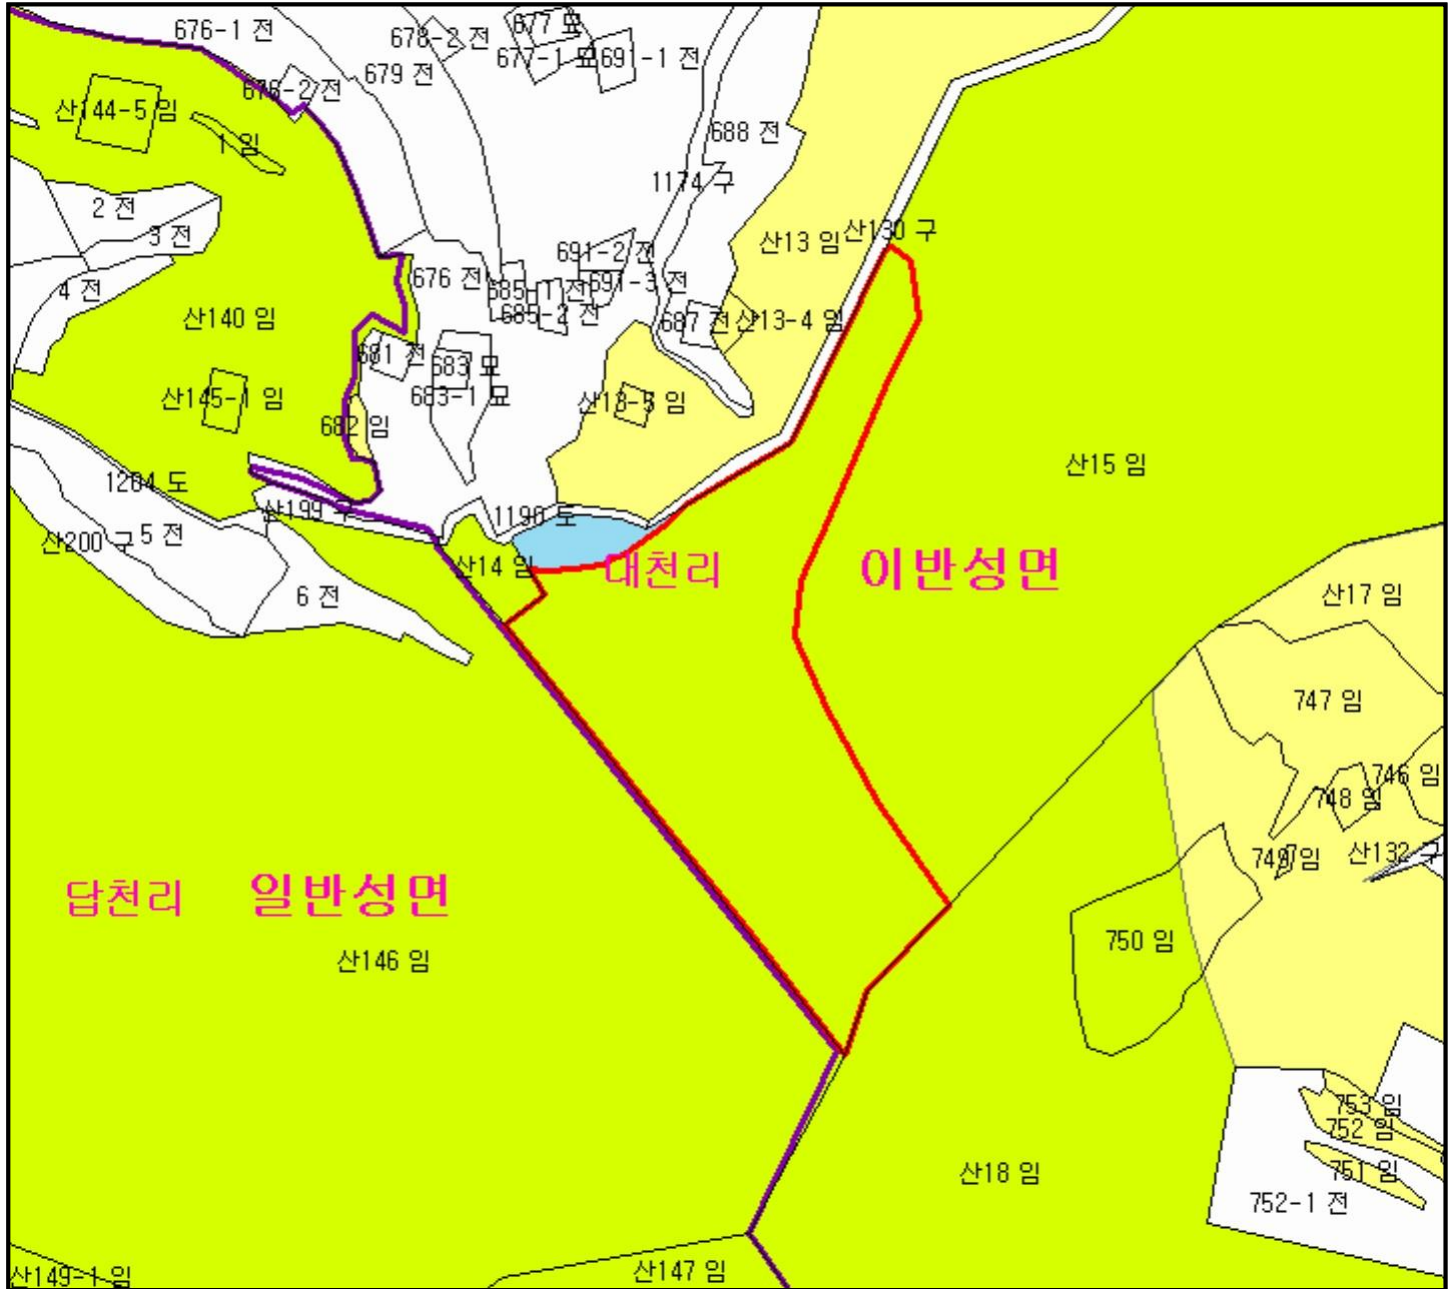 676-1 전
678-2 전
677 묘
677-1 묘
691-1 전
679 전
676-2 전
산144-5 임
1 임
688 전
1174 구
2 전
3 전
산13 임
산130 구
691-2 전
676 전
685-1 전
691-3 전
4 전
산140 임
685-2 전
687 전
산13-4 임
681 전
683 묘
683-1 묘
산145-1 임
산13-5 임
682 임
산15 임
1204 도
산199 구
1190 도
산200 구
5 전
산14 임
대천리
이반성면
6 전
산17 임
747 임
746 임
748 임
749 임
산132 구
답천리
일반성면
750 임
산146 임
753 임
752 임
751 임
산18 임
752-1 전
산149-1 임
산147 임